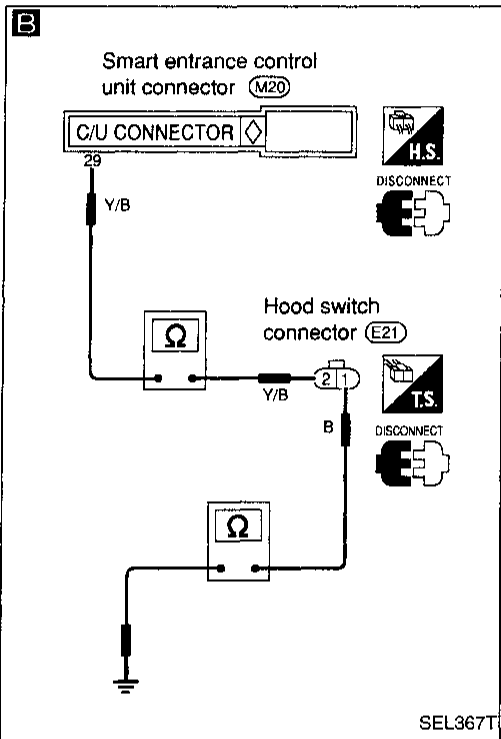 B
Smart entrance control
unit connector M20
C/U CONNECTOR
H.S.
29
DISCONNECT
Y/B
Ω
Hood switch
connector E21
2 1
Y/B
T.S.
B
DISCONNECT
Ω
SEL367T